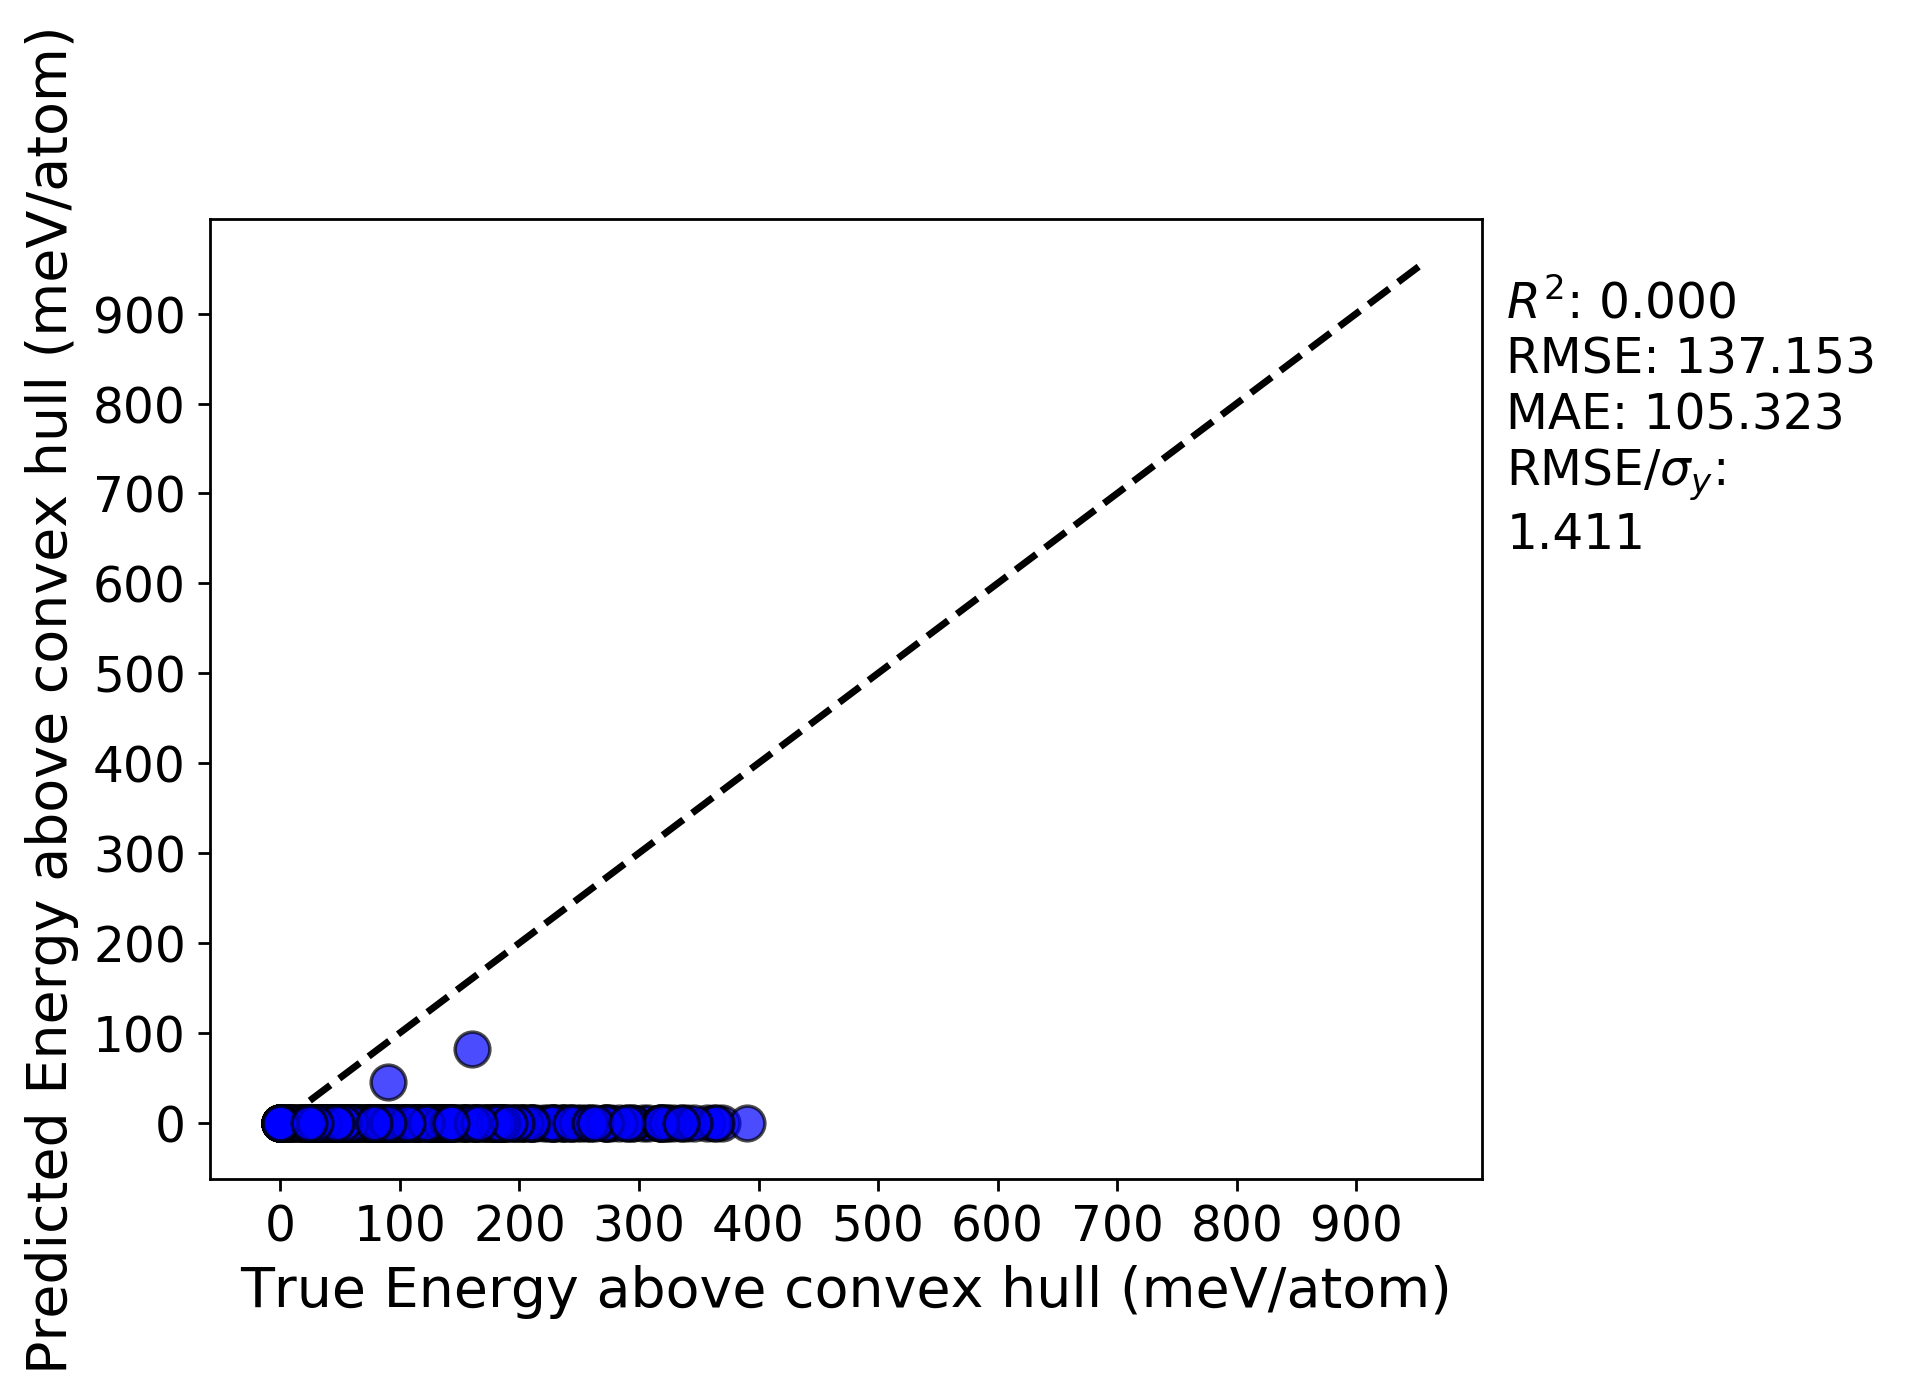 Predicted Energy above convex hull (meV/atom)
900
800
700
600
500
400
300
200
100
0
0 100 200 300 400 500 600 700 800 900
True Energy above convex hull (meV/atom)
R²: 0.000
RMSE: 137.153
MAE: 105.323
RMSE/σ_y:
1.411